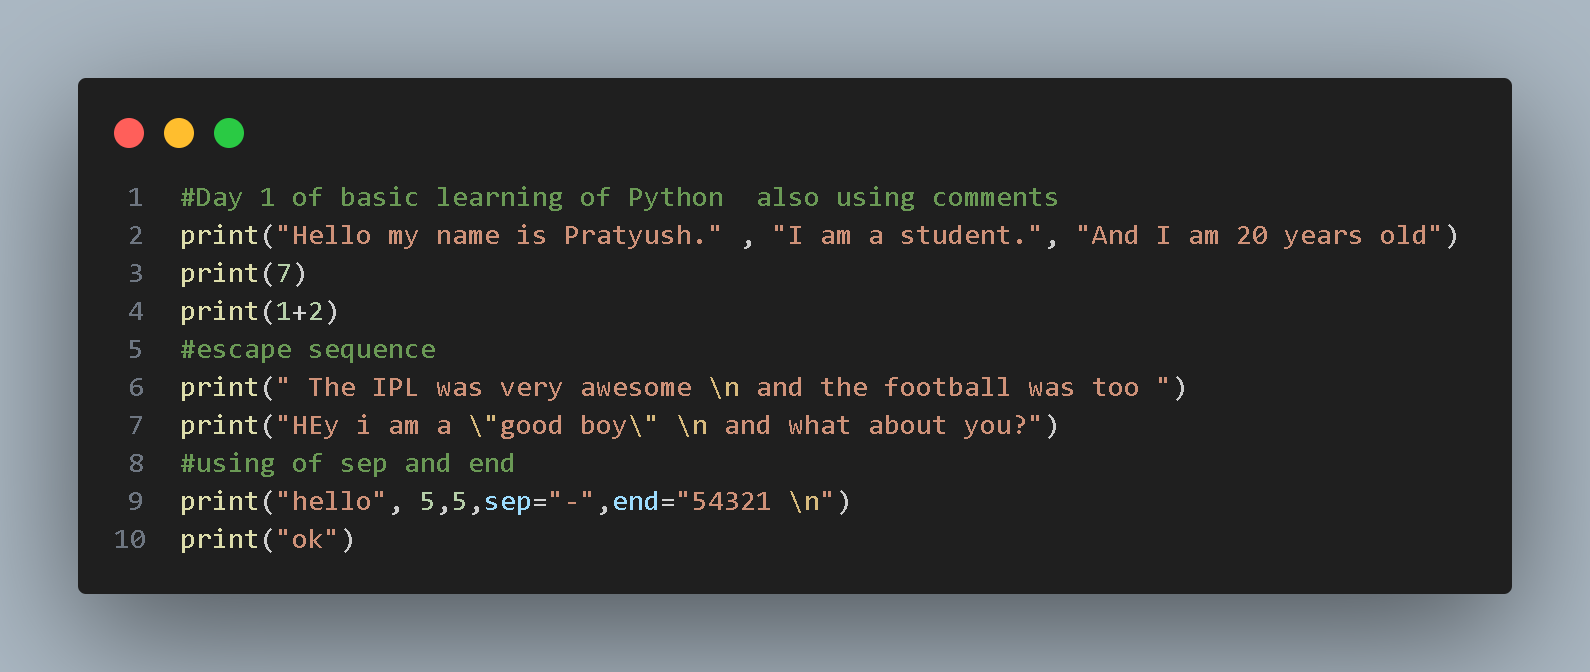 1 #Day 1 of basic learning of Python  also using comments
2 print("Hello my name is Pratyush." , "I am a student.", "And I am 20 years old")
3 print(7)
4 print(1+2)
5 #escape sequence
6 print(" The IPL was very awesome \n and the football was too ")
7 print("HEy i am a \"good boy\" \n and what about you?")
8 #using of sep and end
9 print("hello", 5,5,sep="-",end="54321 \n")
10 print("ok")